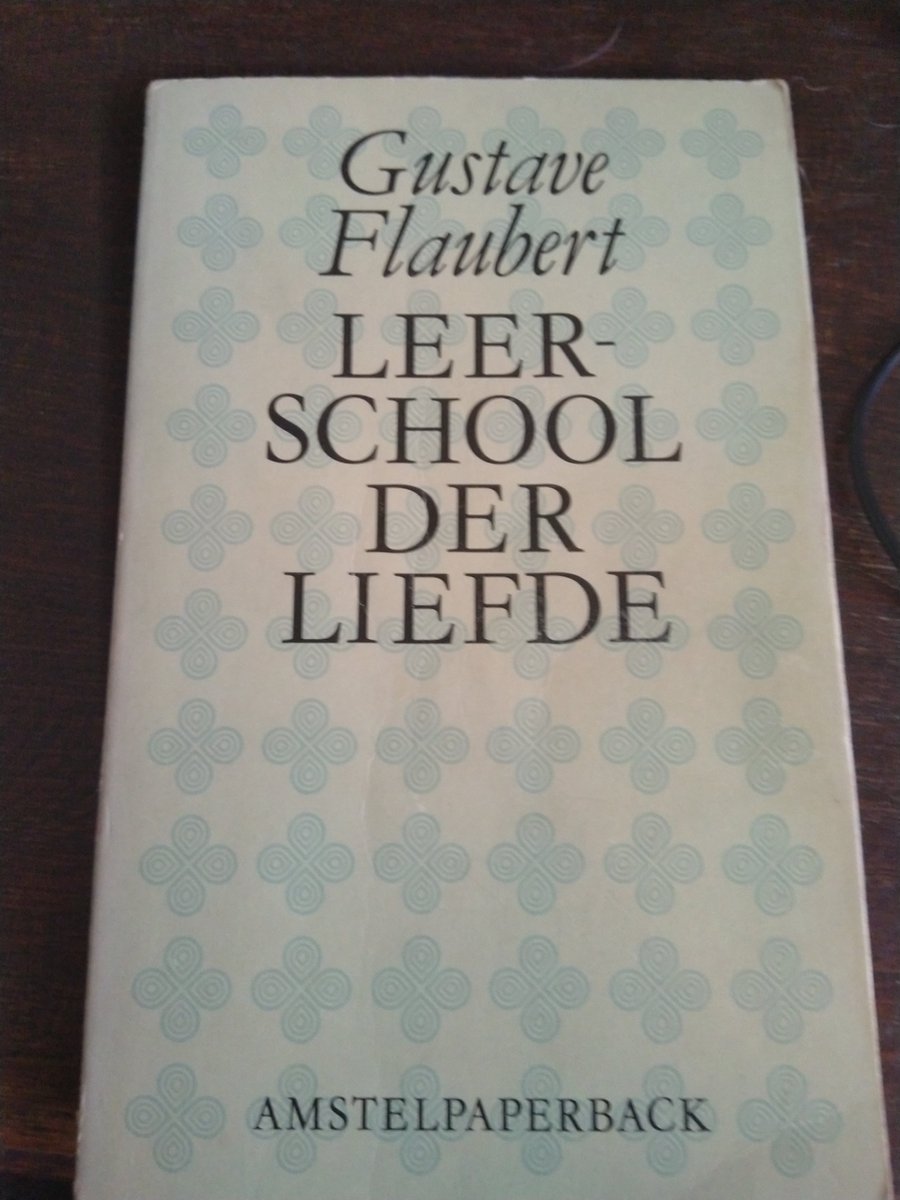 Gustave
Flaubert
LEER-
SCHOOL
DER
LIEFDE
AMSTELPAPERBACK